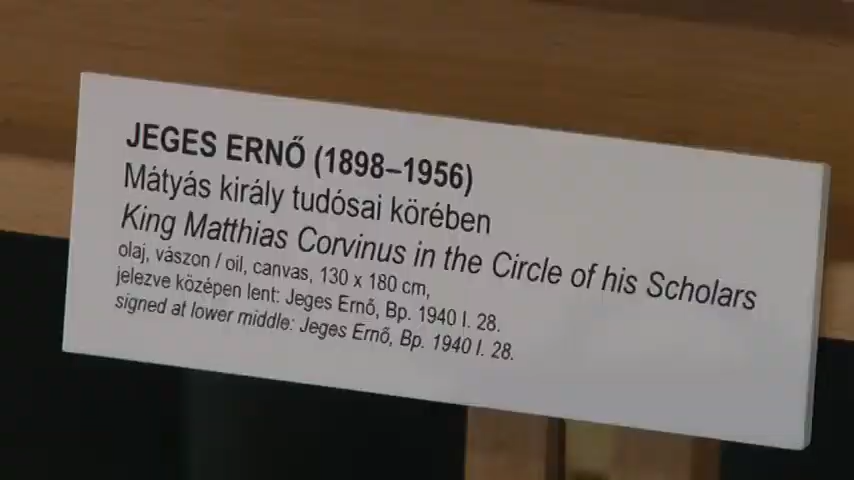 JEGES ERNŐ (1898–1956)
Mátyás király tudósai körében
King Matthias Corvinus in the Circle of his Scholars
olaj, vászon / oil, canvas, 130 x 180 cm,
jelezve középen lent: Jeges Ernő, Bp. 1940 I. 28.
signed at lower middle: Jeges Ernő, Bp. 1940 I. 28.